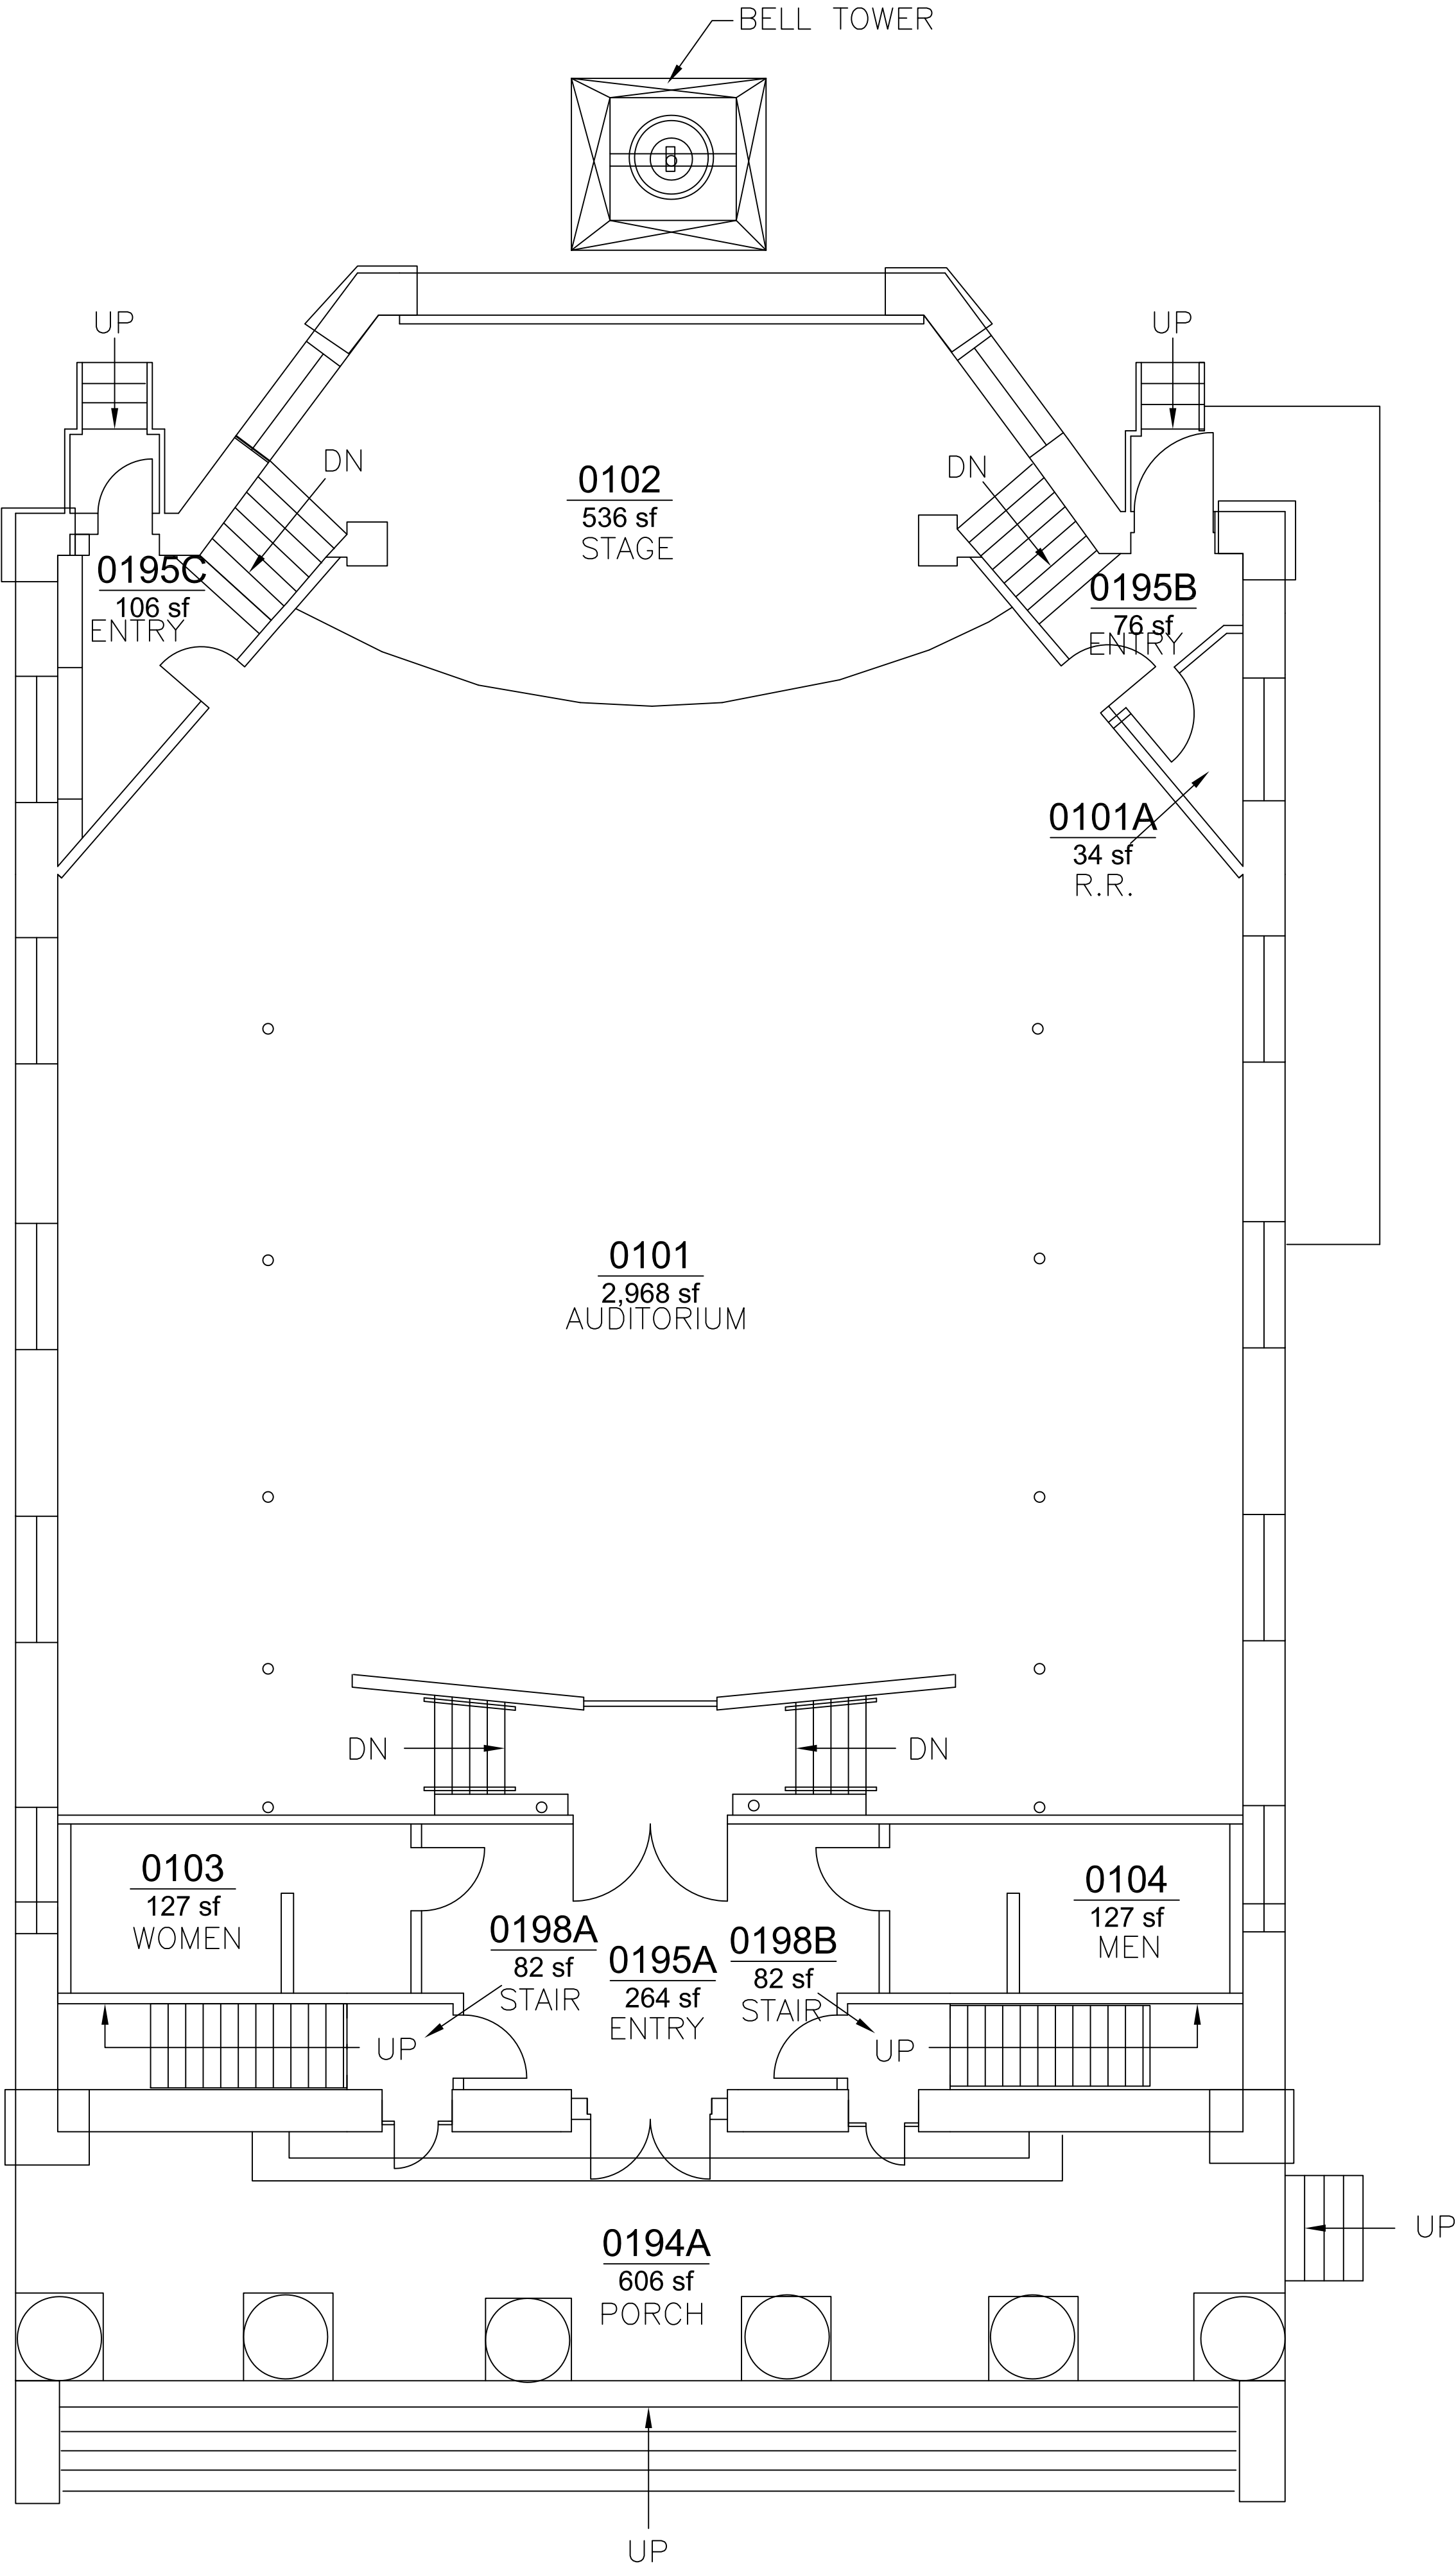 BELL TOWER
UP
UP
DN
0102
536 sf
STAGE
DN
0195C
106 sf
ENTRY
0195B
76 sf
ENTRY
0101A
34 sf
R.R.
0101
2,968 sf
AUDITORIUM
DN
DN
0103
127 sf
WOMEN
0104
127 sf
MEN
0198A
82 sf
STAIR
0195A
264 sf
ENTRY
0198B
82 sf
STAIR
UP
UP
0194A
606 sf
PORCH
UP
UP